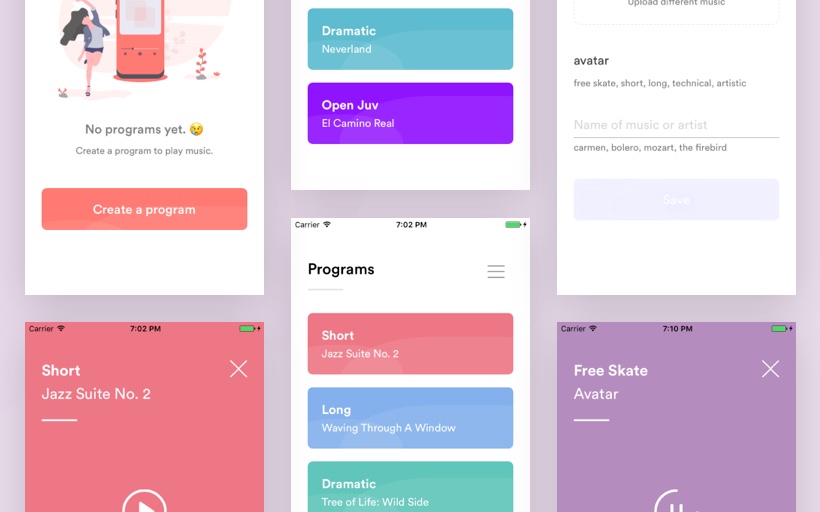 No programs yet. 😢
Create a program to play music.
Create a program
Carrier
7:02 PM
Short
Jazz Suite No. 2
Dramatic
Neverland
Open Juv
El Camino Real
Carrier
7:02 PM
Programs
Short
Jazz Suite No. 2
Long
Waving Through A Window
Dramatic
Tree of Life: Wild Side
Upload different music
avatar
free skate, short, long, technical, artistic
Name of music or artist
carmen, bolero, mozart, the firebird
Save
Carrier
7:10 PM
Free Skate
Avatar